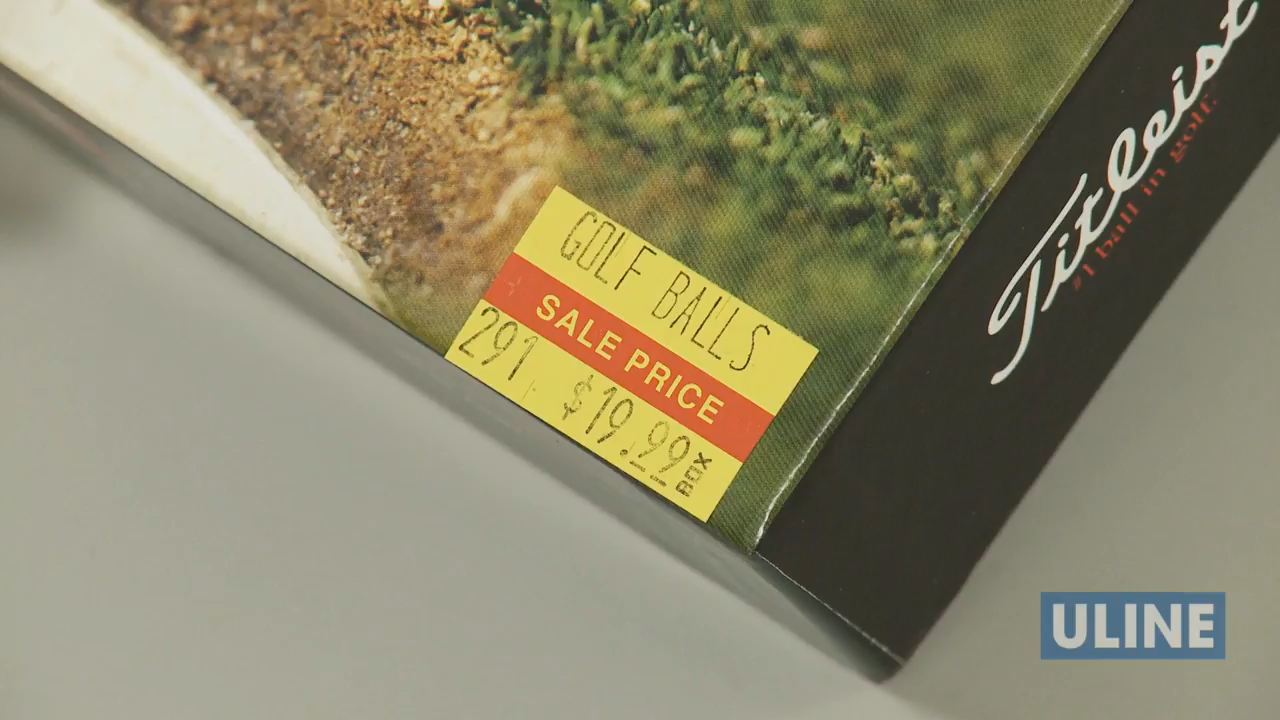 GOLF BALLS
SALE PRICE
291 $19.99 BOX
Titleist
#1 ball in golf.
ULINE